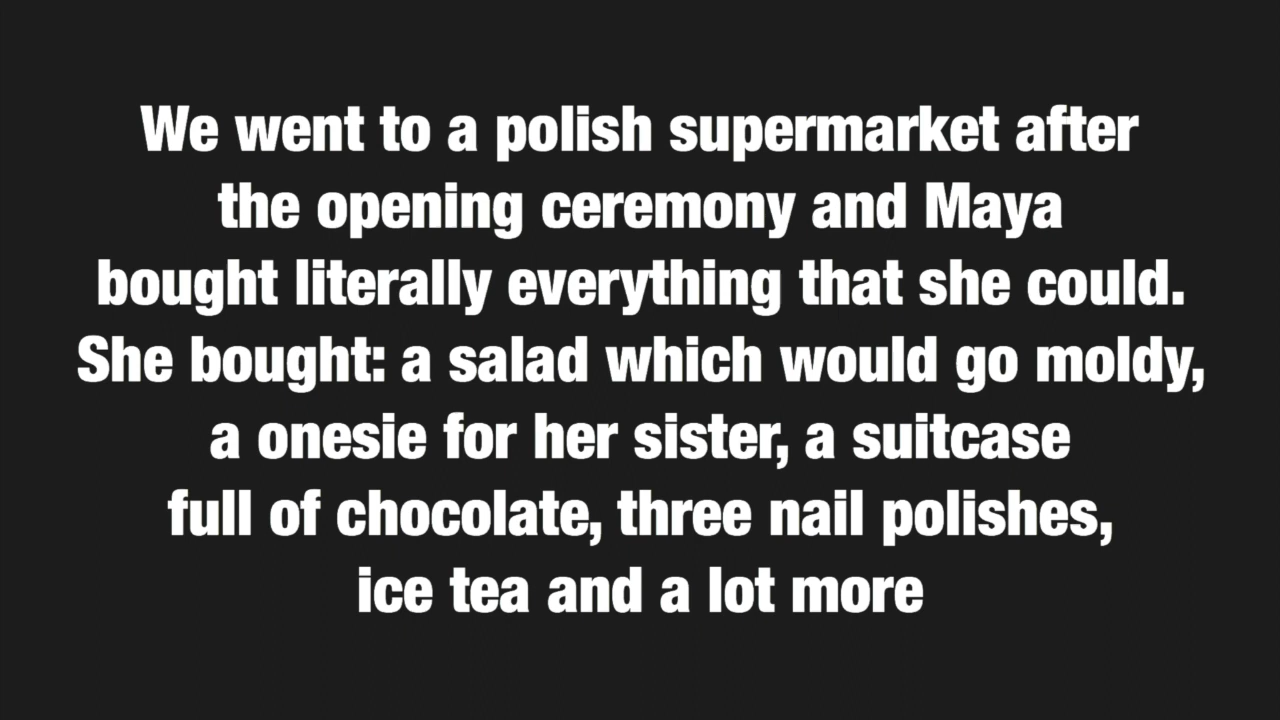 We went to a polish supermarket after
the opening ceremony and Maya
bought literally everything that she could.
She bought: a salad which would go moldy,
a onesie for her sister, a suitcase
full of chocolate, three nail polishes,
ice tea and a lot more